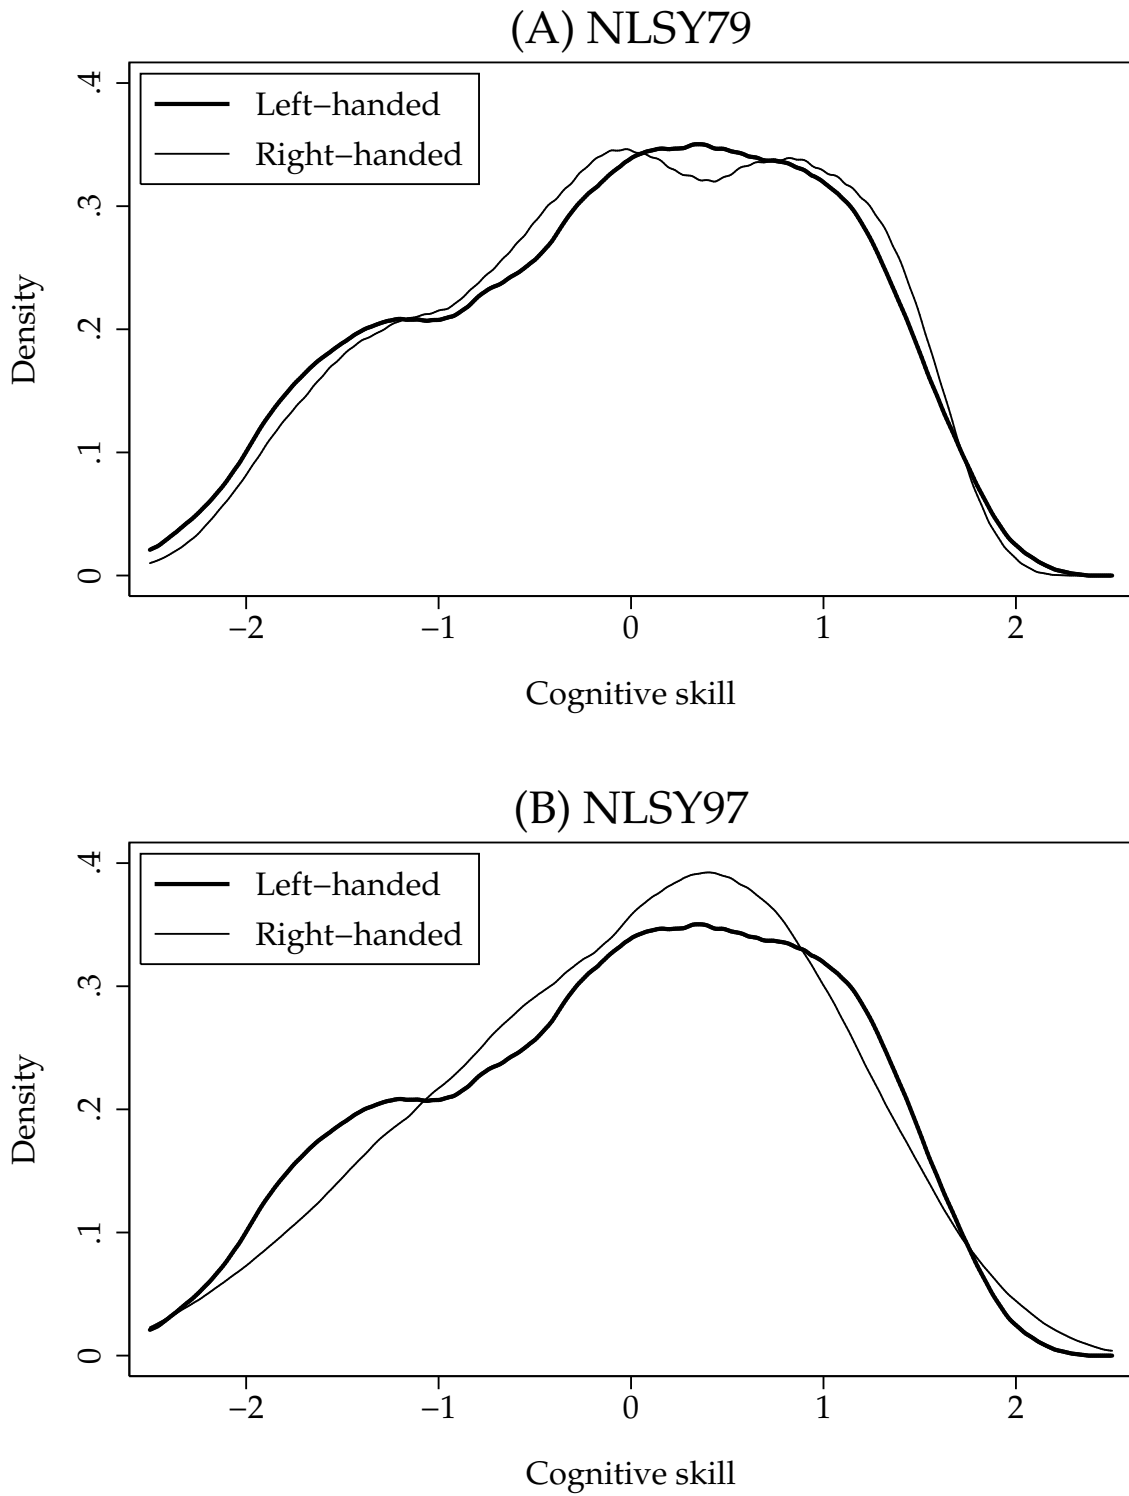 (A) NLSY79
Left–handed
Right–handed
.4
.3
.2
.1
0
Density
–2 –1 0 1 2
Cognitive skill
(B) NLSY97
Left–handed
Right–handed
.4
.3
.2
.1
0
Density
–2 –1 0 1 2
Cognitive skill